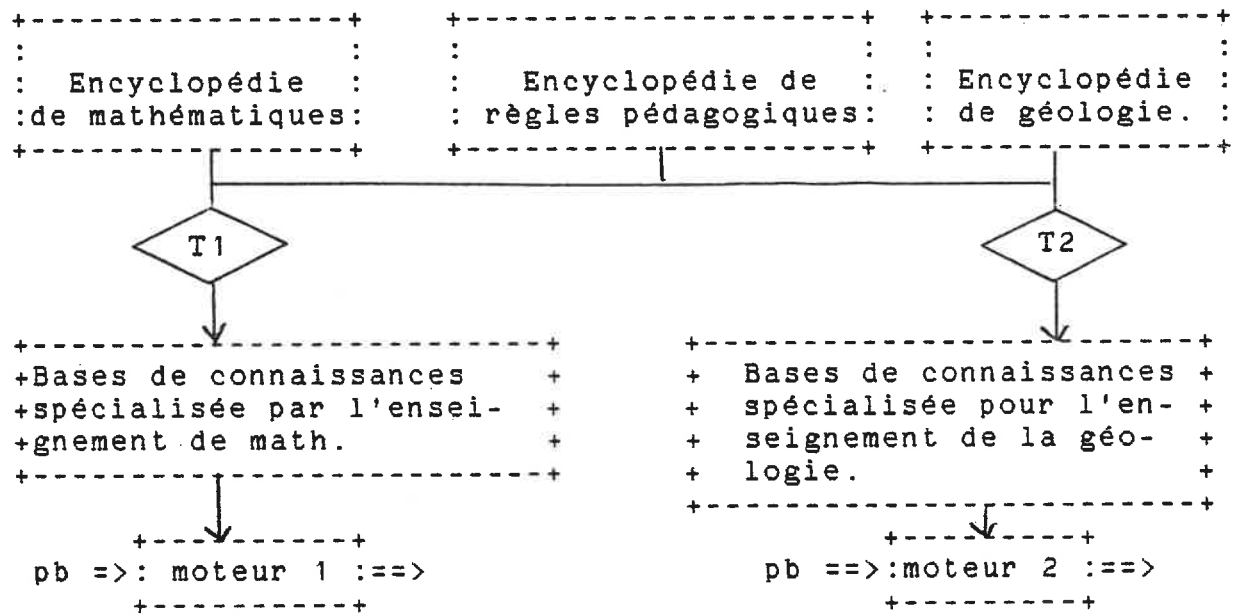 Encyclopédie
de mathématiques
Encyclopédie de
règles pédagogiques
Encyclopédie
de géologie.
T1
T2
Bases de connaissances
spécialisée par l'ensei-
gnement de math.
Bases de connaissances
spécialisée pour l'en-
seignement de la géo-
logie.
pb =>: moteur 1 :==>
pb ==>:moteur 2 :==>